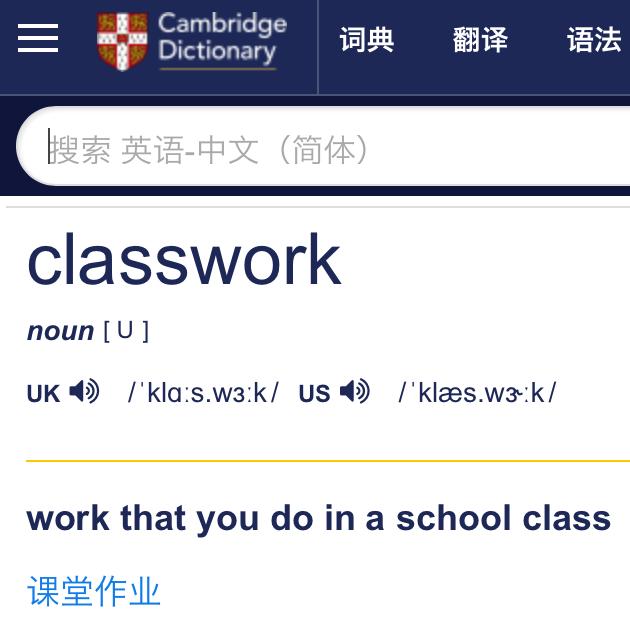 Cambridge
Dictionary
词典 翻译 语法
搜索 英语-中文（简体）
classwork
noun [ U ]
UK /ˈklɑːs.wɜːk/ US /ˈklæs.wɝːk/
work that you do in a school class
课堂作业